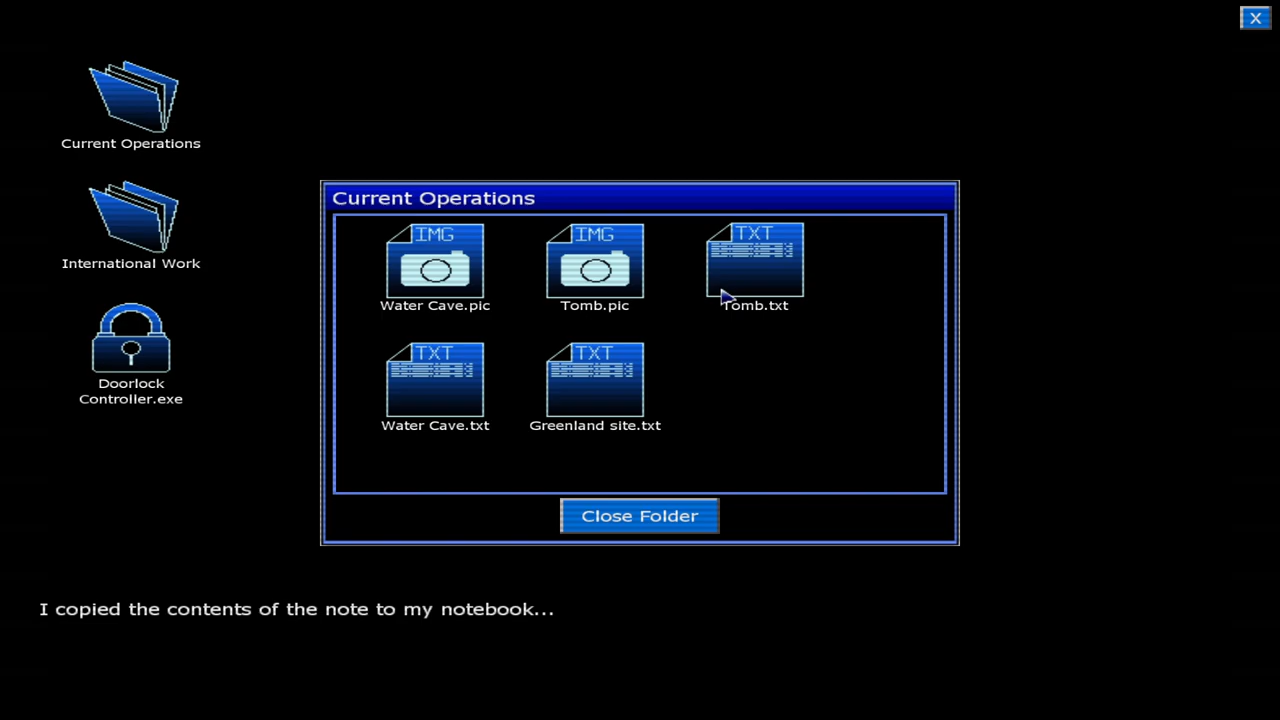 X
Current Operations
International Work
Doorlock
Controller.exe
Current Operations
IMG
IMG
TXT
Water Cave.pic
Tomb.pic
Tomb.txt
TXT
TXT
Water Cave.txt
Greenland site.txt
Close Folder
I copied the contents of the note to my notebook...